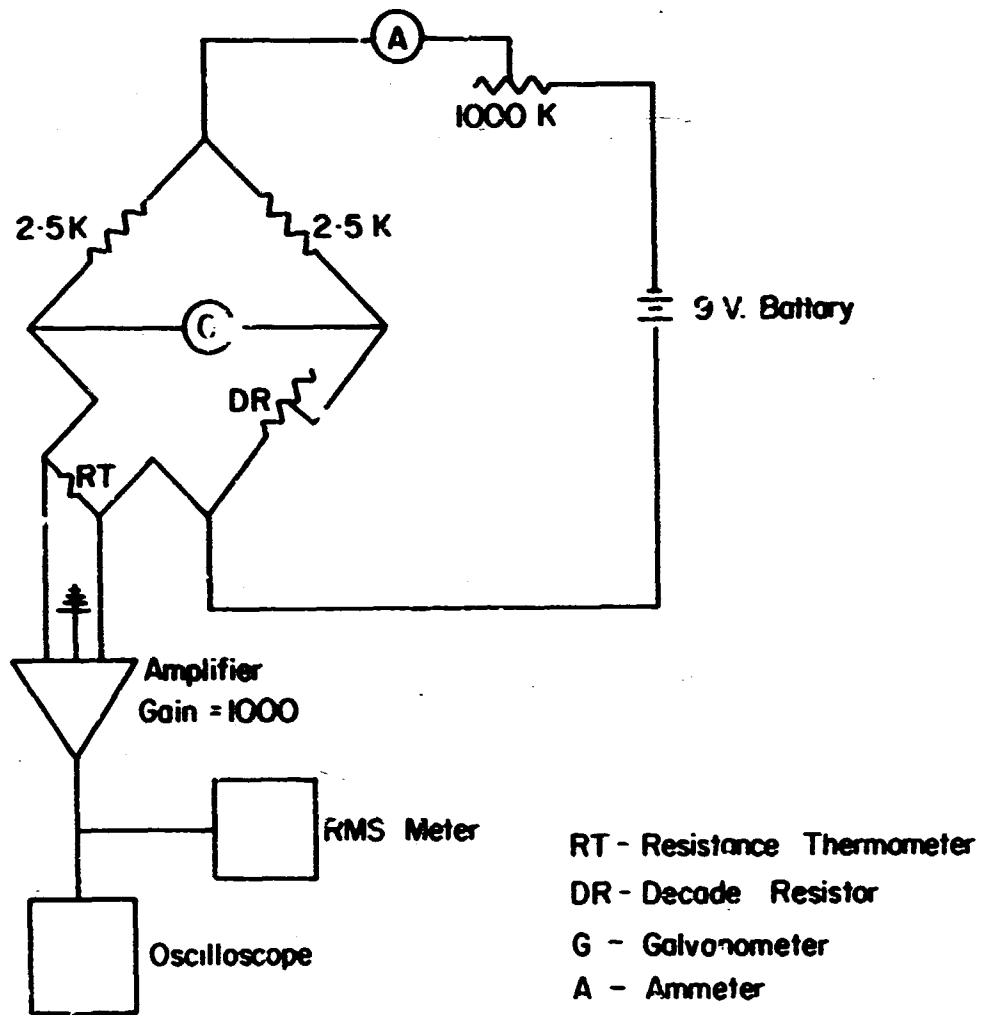 A
1000 K
2·5K
2·5 K
G
9 V. Battary
DR
RT
Amplifier
Gain = 1000
RMS Meter
Oscilloscope
RT - Resistance Thermometer
DR - Decade Resistor
G - Galvanometer
A - Ammeter